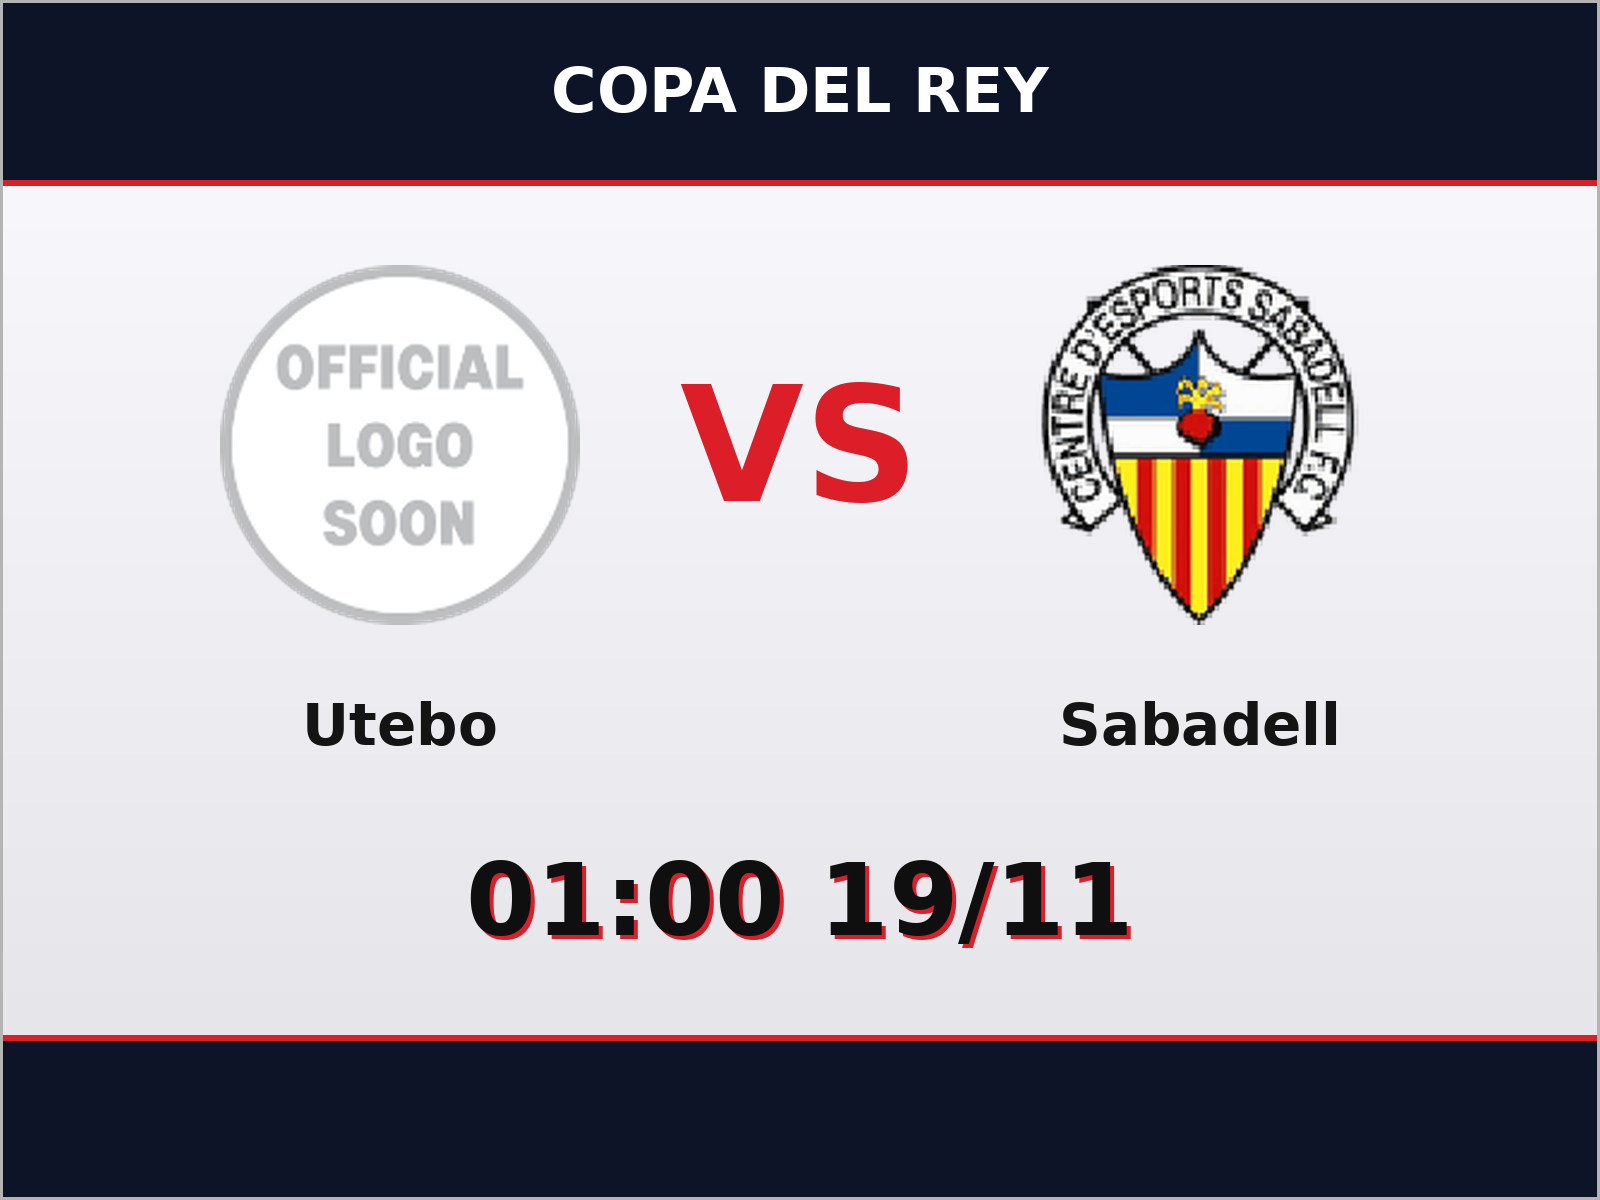 COPA DEL REY
OFFICIAL
LOGO
SOON
VS
CENTRE D'ESPORTS SABADELL F.C
Utebo
Sabadell
01:00 19/11